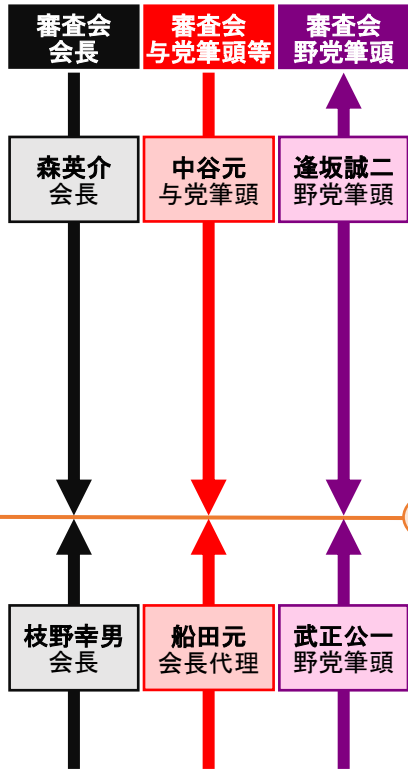 審査会
会長
審査会
与党筆頭等
審査会
野党筆頭
森英介
会長
中谷元
与党筆頭
逢坂誠二
野党筆頭
枝野幸男
会長
船田元
会長代理
武正公一
野党筆頭